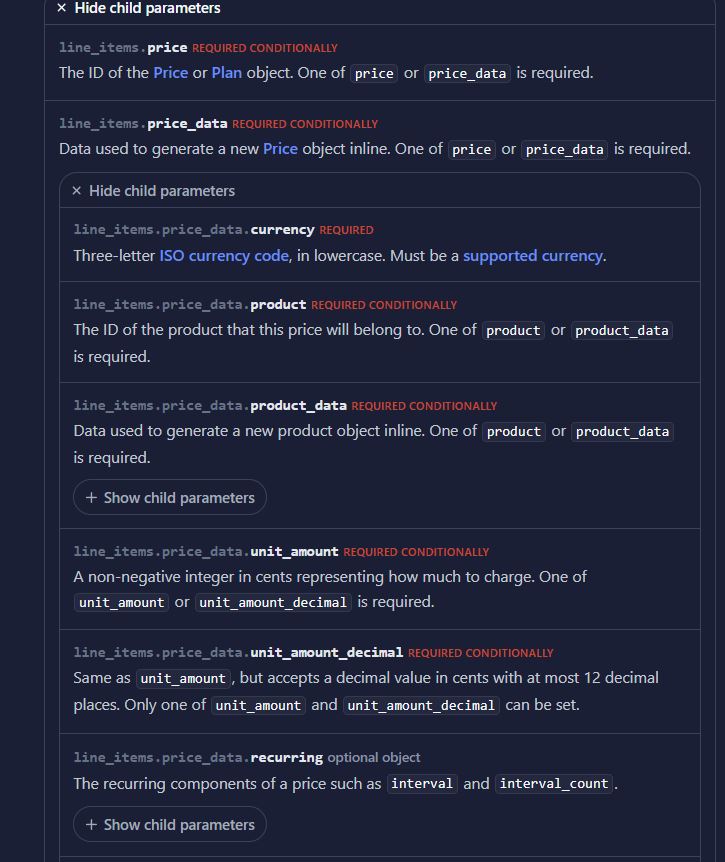 × Hide child parameters
line_items.price REQUIRED CONDITIONALLY
The ID of the Price or Plan object. One of price or price_data is required.
line_items.price_data REQUIRED CONDITIONALLY
Data used to generate a new Price object inline. One of price or price_data is required.
× Hide child parameters
line_items.price_data.currency REQUIRED
Three-letter ISO currency code, in lowercase. Must be a supported currency.
line_items.price_data.product REQUIRED CONDITIONALLY
The ID of the product that this price will belong to. One of product or product_data
is required.
line_items.price_data.product_data REQUIRED CONDITIONALLY
Data used to generate a new product object inline. One of product or product_data
is required.
+ Show child parameters
line_items.price_data.unit_amount REQUIRED CONDITIONALLY
A non-negative integer in cents representing how much to charge. One of
unit_amount or unit_amount_decimal is required.
line_items.price_data.unit_amount_decimal REQUIRED CONDITIONALLY
Same as unit_amount, but accepts a decimal value in cents with at most 12 decimal
places. Only one of unit_amount and unit_amount_decimal can be set.
line_items.price_data.recurring optional object
The recurring components of a price such as interval and interval_count.
+ Show child parameters